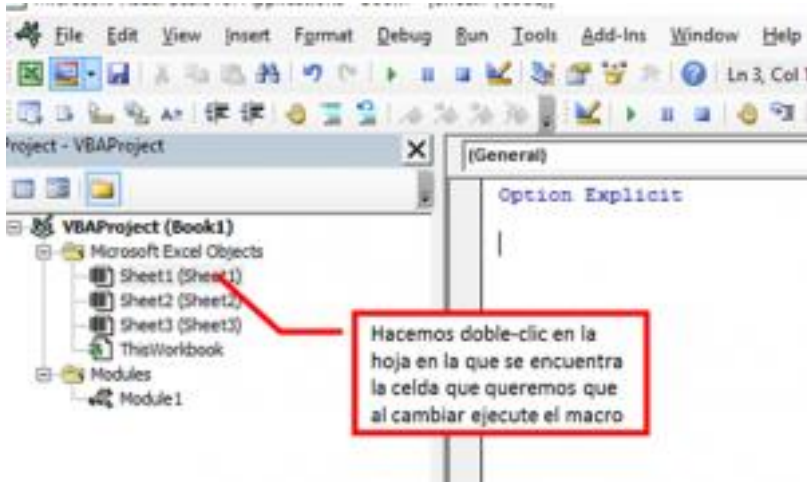 File Edit View Insert Format Debug Run Tools Add-Ins Window Help
Ln 3, Col 1
Project - VBAProject
(General)
Option Explicit
VBAProject (Book1)
Microsoft Excel Objects
Sheet1 (Sheet1)
Sheet2 (Sheet2)
Sheet3 (Sheet3)
ThisWorkbook
Modules
Module1
Hacemos doble-clic en la
hoja en la que se encuentra
la celda que queremos que
al cambiar ejecute el macro